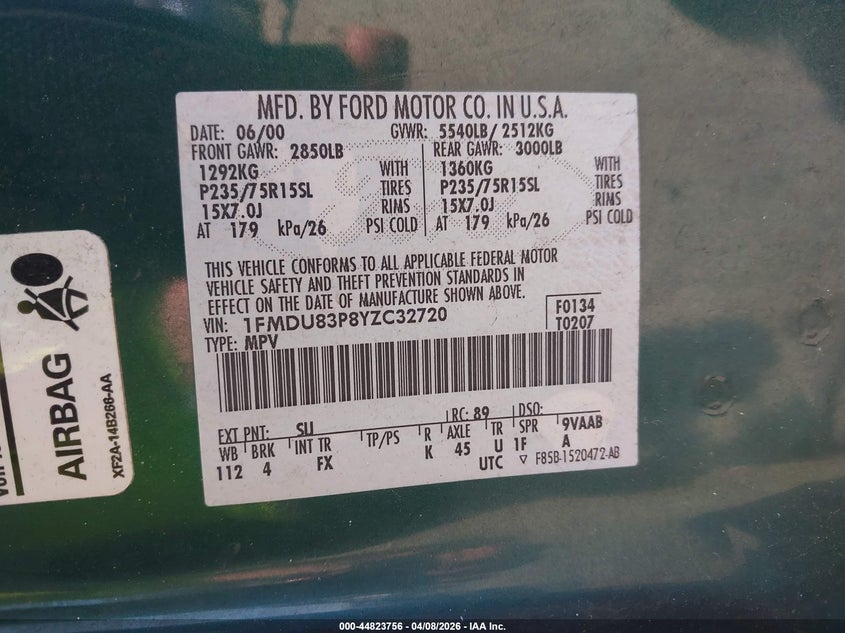 MFD. BY FORD MOTOR CO. IN U.S.A.
DATE: 06/00 GVWR: 5540LB/ 2512KG
FRONT GAWR: 2850LB REAR GAWR: 3000LB
1292KG WITH 1360KG WITH
P235/75R15SL TIRES P235/75R15SL TIRES
15X7.0J RIMS 15X7.0J RIMS
AT 179 kPa/26 PSI COLD AT 179 kPa/26 PSI COLD
THIS VEHICLE CONFORMS TO ALL APPLICABLE FEDERAL MOTOR
VEHICLE SAFETY AND THEFT PREVENTION STANDARDS IN
EFFECT ON THE DATE OF MANUFACTURE SHOWN ABOVE.
VIN: 1FMDU83P8YZC32720 F0134
TYPE: MPV T0207
RC: 89 DSO:
EXT PNT: SU
WB BRK INT TR TP/PS R AXLE TR SPR 9VAAB
112 4 FX K 45 U 1F A
UTC ▽ F85B-1520472-AB
AIRBAG
XF2A-14B266-AA
000-44823756 - 04/08/2026 - IAA Inc.